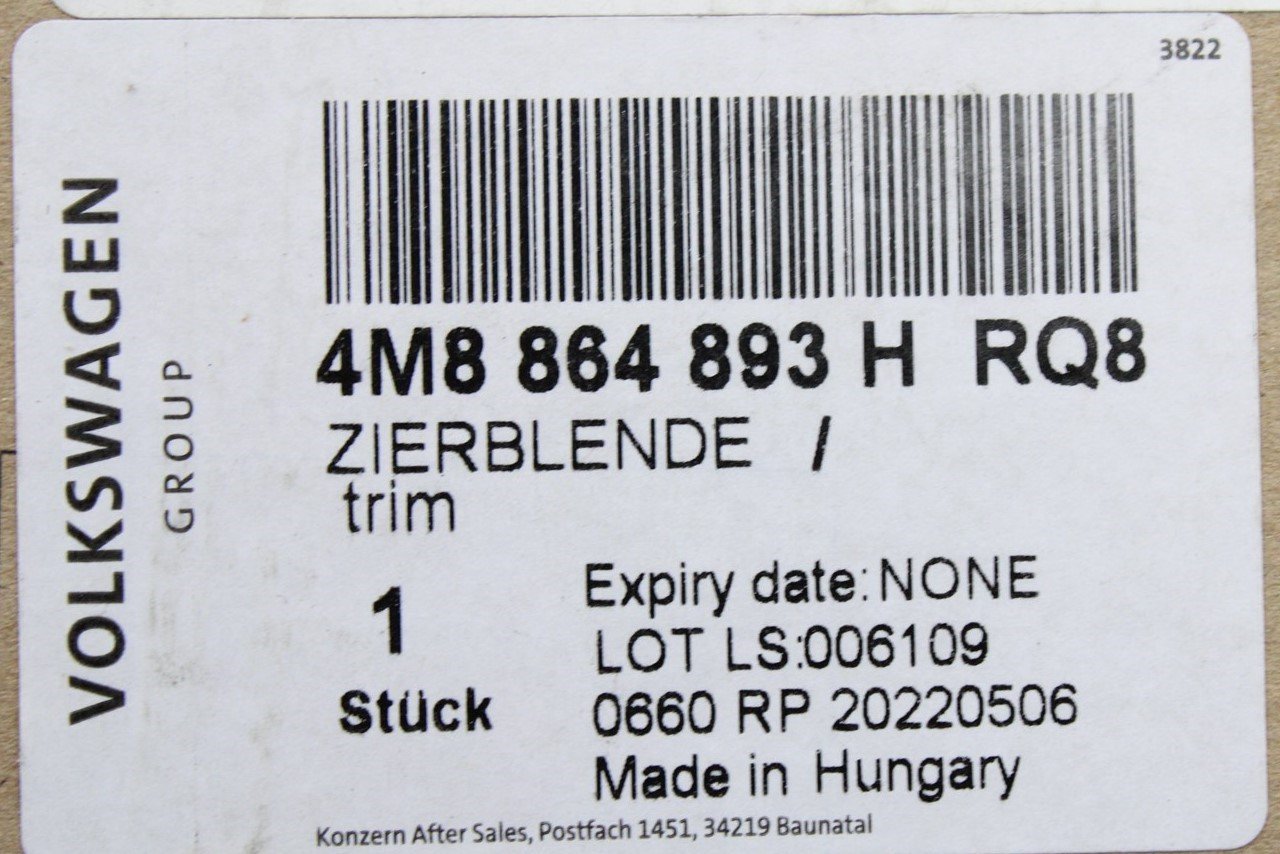 3822
VOLKSWAGEN
GROUP
4M8 864 893 H RQ8
ZIERBLENDE /
trim
1
Stück
Expiry date:NONE
LOT LS:006109
0660 RP 20220506
Made in Hungary
Konzern After Sales, Postfach 1451, 34219 Baunatal